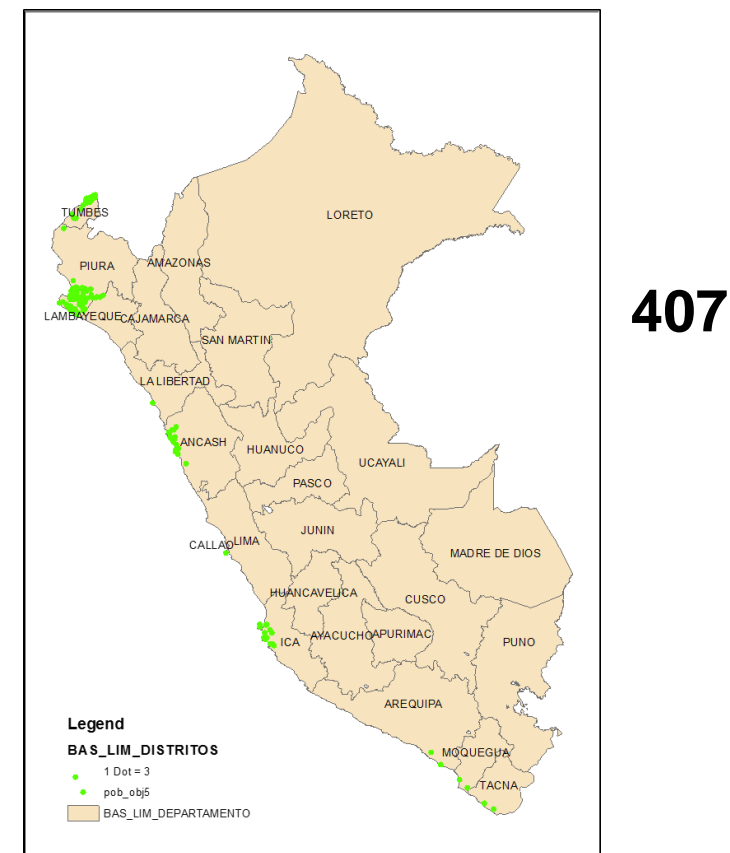 LORETO
TUMBES
PIURA
AMAZONAS
407
LAMBAYEQUE
CAJAMARCA
SAN MARTIN
LA LIBERTAD
ANCASH
HUANUCO
UCAYALI
PASCO
JUNIN
CALLAO
LIMA
MADRE DE DIOS
HUANCAVELICA
CUSCO
ICA
AYACUCHO
APURIMAC
PUNO
AREQUIPA
MOQUEGUA
TACNA
Legend
BAS_LIM_DISTRITOS
1 Dot = 3
pob_obj5
BAS_LIM_DEPARTAMENTO